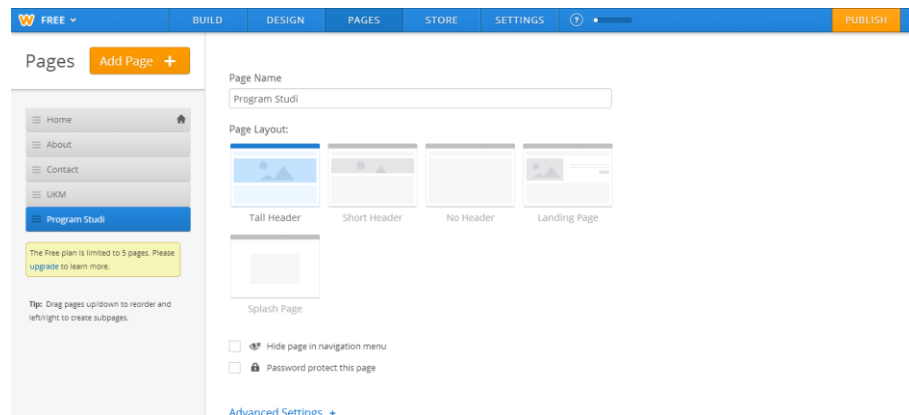 FREE BUILD DESIGN PAGES STORE SETTINGS ? PUBLISH
Pages
Add Page +
Home
About
Contact
UKM
Program Studi
The Free plan is limited to 5 pages. Please
upgrade to learn more.
Tip: Drag pages up/down to reorder and
left/right to create subpages.
Page Name
Program Studi
Page Layout:
Tall Header Short Header No Header Landing Page
Splash Page
Hide page in navigation menu
Password protect this page
Advanced Settings +